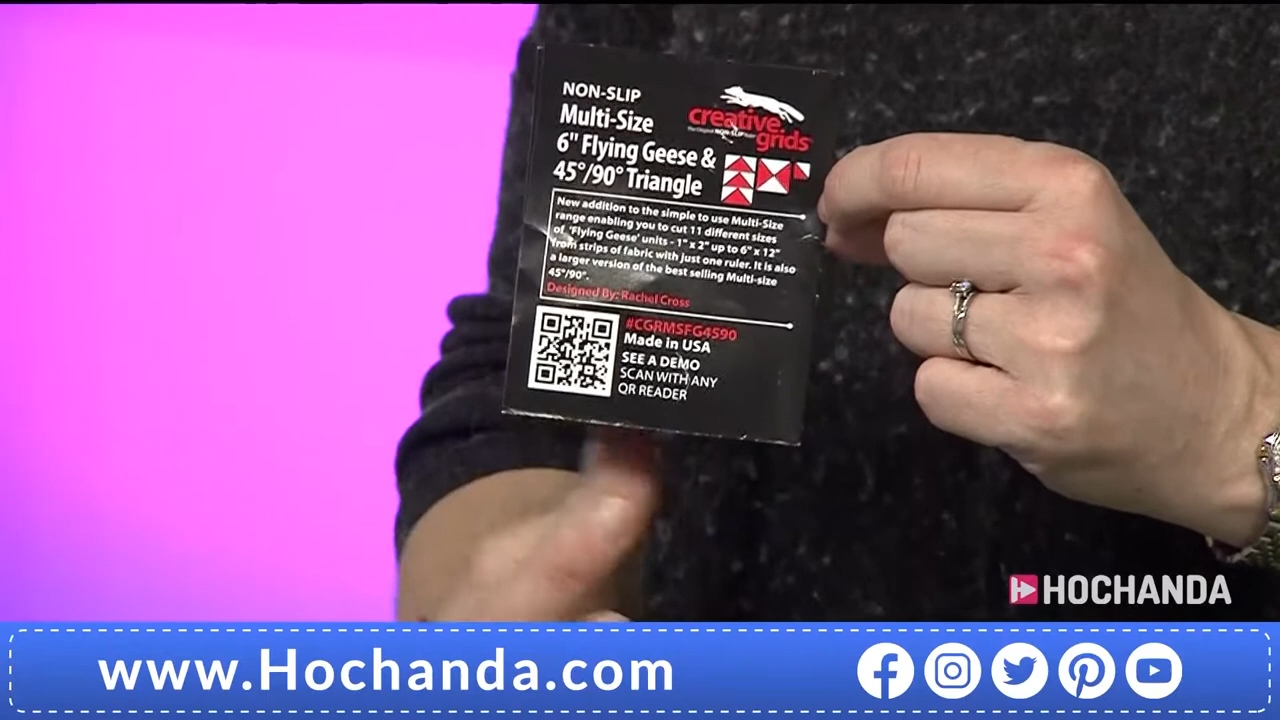 NON-SLIP
Multi-Size
6" Flying Geese &
45°/90° Triangle
creative
grids
New addition to the simple to use Multi-Size
range enabling you to cut 11 different sizes
of 'Flying Geese' units - 1" x 2" up to 6" x 12"
from strips of fabric with just one ruler. It is also
a larger version of the best selling Multi-size
45°/90°.
Designed By: Rachel Cross
#CGRMSFG4590
Made in USA
SEE A DEMO
SCAN WITH ANY
QR READER
HOCHANDA
www.Hochanda.com